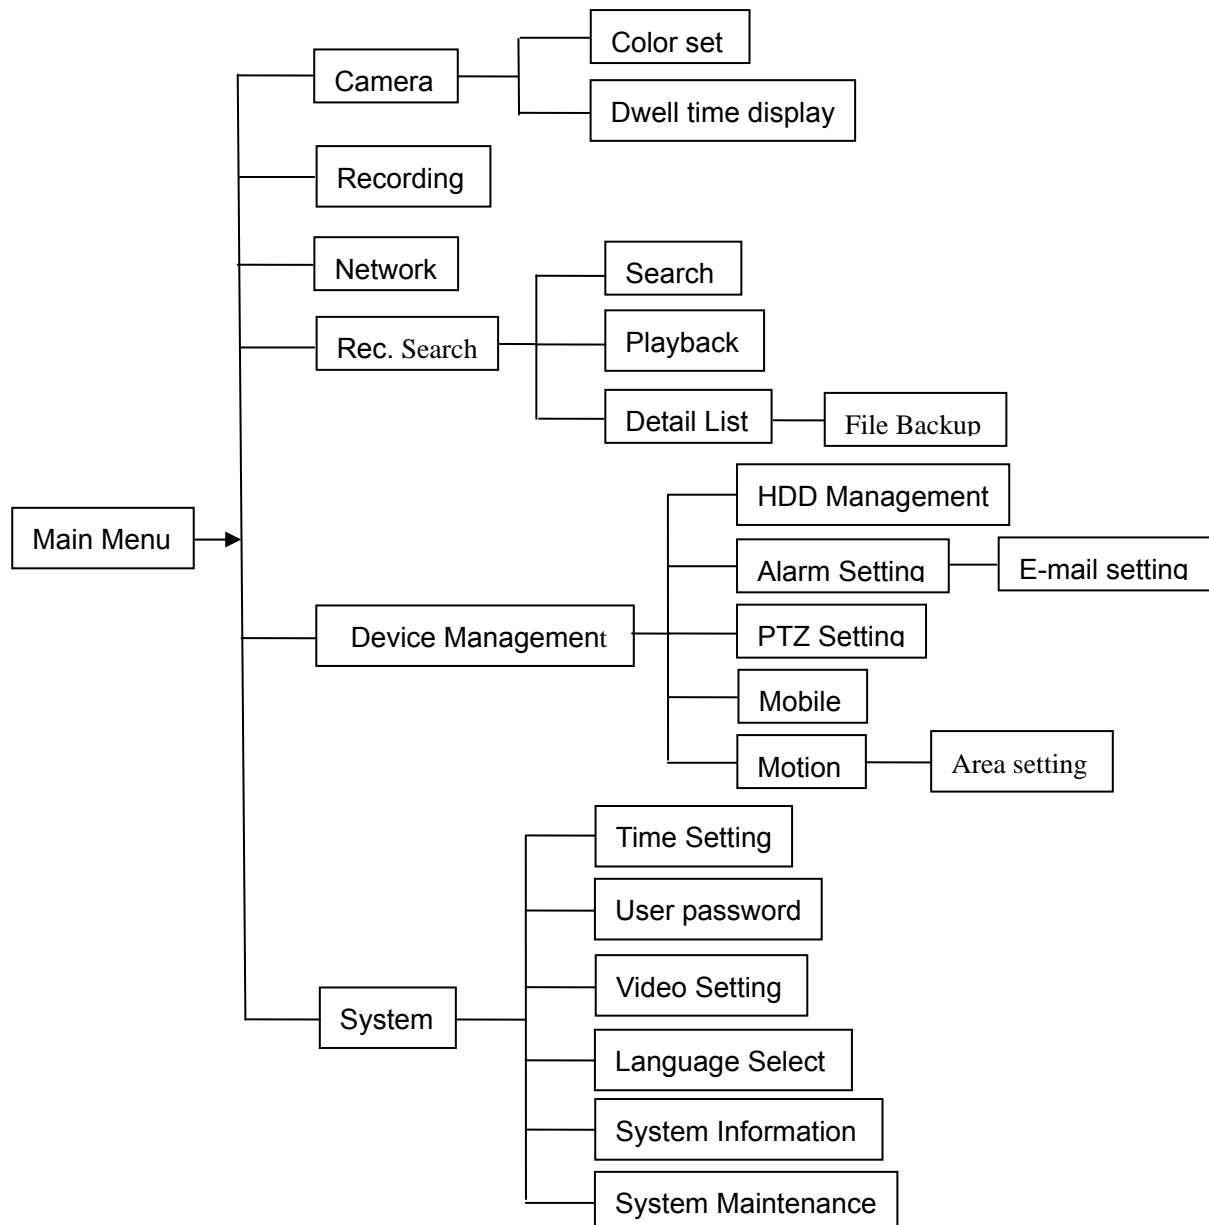 Color set
Camera
Dwell time display
Recording
Network
Search
Rec. Search
Playback
Detail List
File Backup
HDD Management
Main Menu
Alarm Setting
E-mail setting
Device Management
PTZ Setting
Mobile
Motion
Area setting
Time Setting
User password
Video Setting
System
Language Select
System Information
System Maintenance